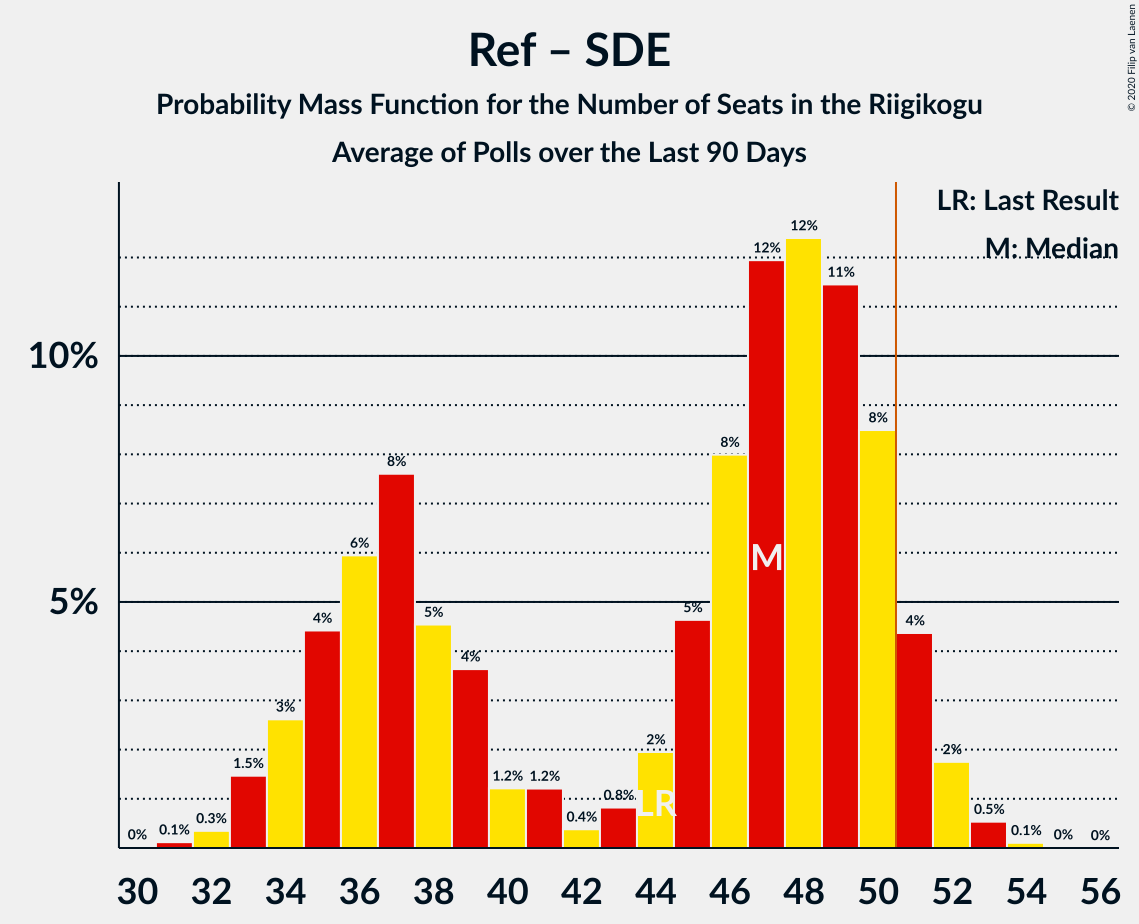 Ref – SDE
Probability Mass Function for the Number of Seats in the Riigikogu
Average of Polls over the Last 90 Days
© 2020 Filip van Laenen
LR: Last Result
M: Median
10%
5%
0% 0.1% 0.3% 1.5% 3% 4% 6% 8% 5% 4% 1.2% 1.2% 0.4% 0.8% 2% 5% 8% 12% 12% 11% 8% 4% 2% 0.5% 0.1% 0% 0%
M
LR
30 32 34 36 38 40 42 44 46 48 50 52 54 56